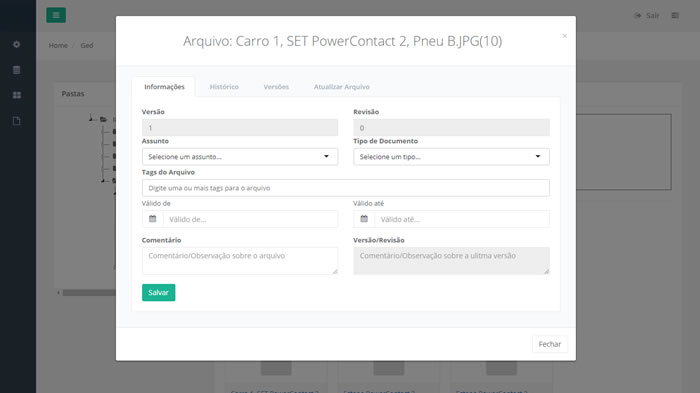 Sair
Home / Ged
Arquivo: Carro 1, SET PowerContact 2, Pneu B.JPG(10)
×
Pastas
Informações Histórico Versões Atualizar Arquivo
Versão Revisão
1 0
Assunto Tipo de Documento
Selecione um assunto... Selecione um tipo...
Tags do Arquivo
Digite uma ou mais tags para o arquivo
Válido de Válido até
Válido de... Válido até...
Comentário Versão/Revisão
Comentário/Observação sobre o arquivo Comentário/Observação sobre a ulitma versão
Salvar
Fechar